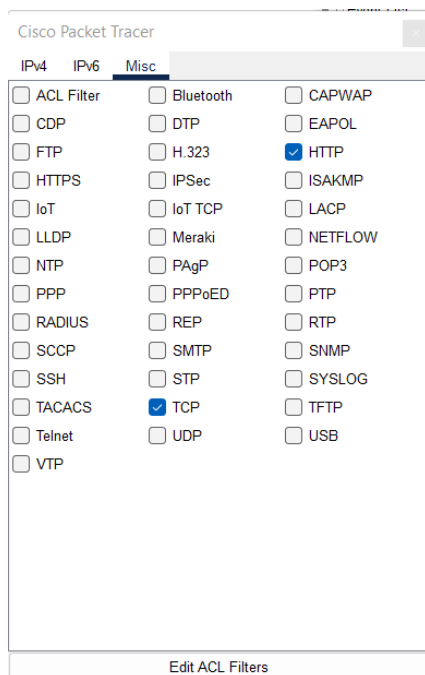 Cisco Packet Tracer
IPv4 IPv6 Misc
ACL Filter Bluetooth CAPWAP
CDP DTP EAPOL
FTP H.323 HTTP
HTTPS IPSec ISAKMP
IoT IoT TCP LACP
LLDP Meraki NETFLOW
NTP PAgP POP3
PPP PPPoED PTP
RADIUS REP RTP
SCCP SMTP SNMP
SSH STP SYSLOG
TACACS TCP TFTP
Telnet UDP USB
VTP
Edit ACL Filters